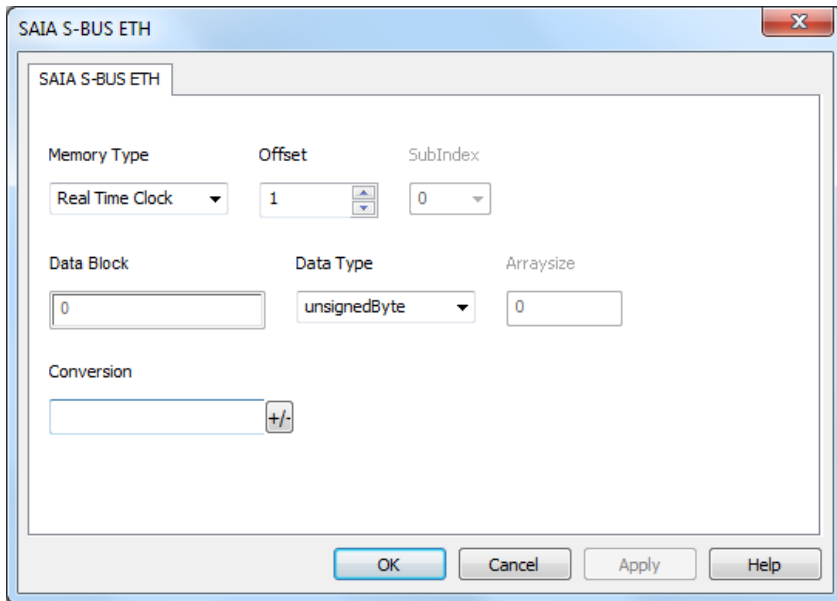 SAIA S-BUS ETH
SAIA S-BUS ETH
Memory Type Offset SubIndex
Real Time Clock 1 0
Data Block Data Type Arraysize
0 unsignedByte 0
Conversion
+/-
OK Cancel Apply Help